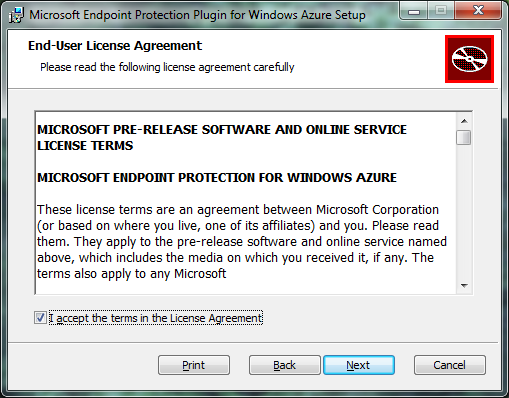 Microsoft Endpoint Protection Plugin for Windows Azure Setup
End-User License Agreement
Please read the following license agreement carefully
MICROSOFT PRE-RELEASE SOFTWARE AND ONLINE SERVICE
LICENSE TERMS
MICROSOFT ENDPOINT PROTECTION FOR WINDOWS AZURE
These license terms are an agreement between Microsoft Corporation
(or based on where you live, one of its affiliates) and you. Please read
them. They apply to the pre-release software and online service named
above, which includes the media on which you received it, if any. The
terms also apply to any Microsoft
I accept the terms in the License Agreement
Print Back Next Cancel